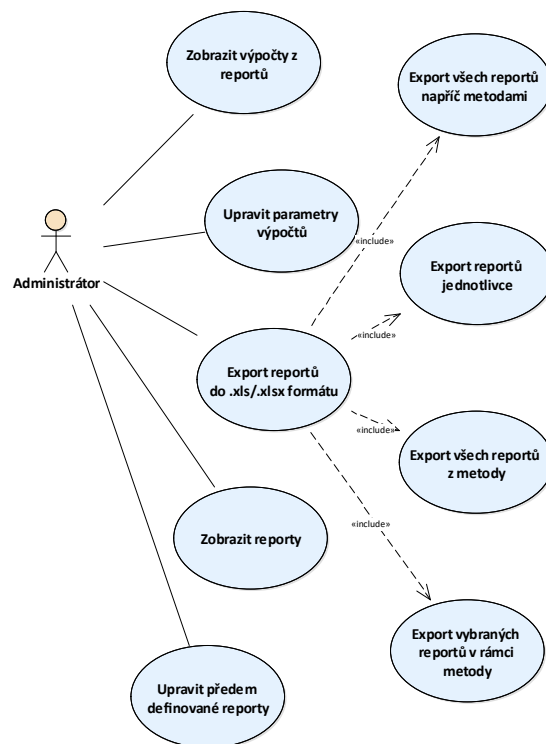 Zobrazit výpočty z
reportů
Export všech reportů
napříč metodami
Upravit parametry
výpočtů
«include»
Administrátor
Export reportů
jednotlivce
«include»
Export reportů
do .xls/.xlsx formátu
«include»
Export všech reportů
z metody
«include»
Zobrazit reporty
Export vybraných
reportů v rámci
metody
Upravit předem
definované reporty